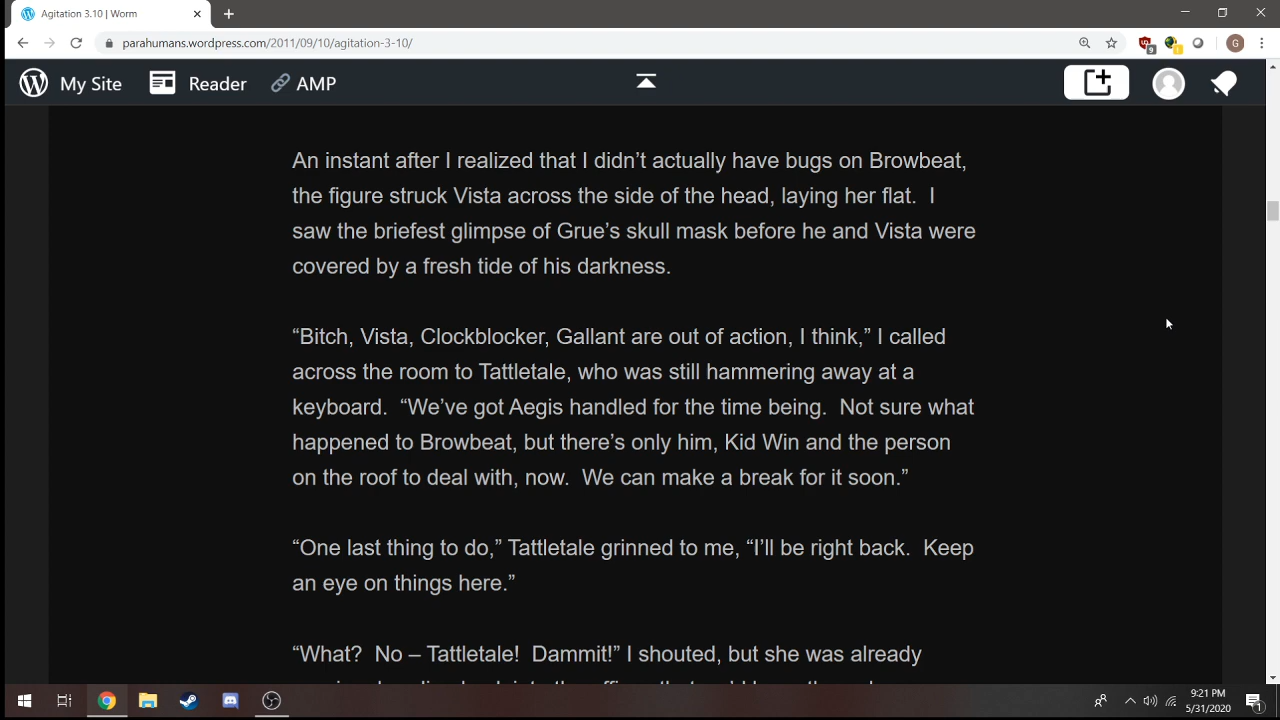 Agitation 3.10 | Worm
parahumans.wordpress.com/2011/09/10/agitation-3-10/
9
G
My Site
Reader
AMP
An instant after I realized that I didn’t actually have bugs on Browbeat,
the figure struck Vista across the side of the head, laying her flat.  I
saw the briefest glimpse of Grue’s skull mask before he and Vista were
covered by a fresh tide of his darkness.
“Bitch, Vista, Clockblocker, Gallant are out of action, I think,” I called
across the room to Tattletale, who was still hammering away at a
keyboard.  “We’ve got Aegis handled for the time being.  Not sure what
happened to Browbeat, but there’s only him, Kid Win and the person
on the roof to deal with, now.  We can make a break for it soon.”
“One last thing to do,” Tattletale grinned to me, “I’ll be right back.  Keep
an eye on things here.”
“What?  No – Tattletale!  Dammit!” I shouted, but she was already
9:21 PM
5/31/2020
1